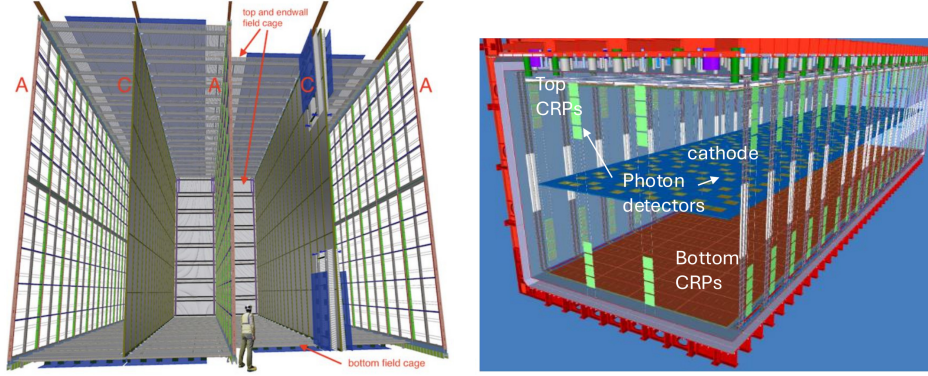 top and endwall
field cage
A
C
A
C
A
bottom field cage
Top
CRPs
cathode
Photon
detectors
Bottom
CRPs